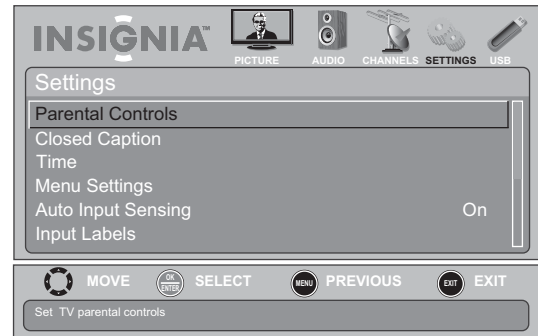 INSIGNIA™
PICTURE AUDIO CHANNELS SETTINGS USB
Settings
Parental Controls
Closed Caption
Time
Menu Settings
Auto Input Sensing On
Input Labels
MOVE OK ENTER SELECT MENU PREVIOUS EXIT EXIT
Set TV parental controls